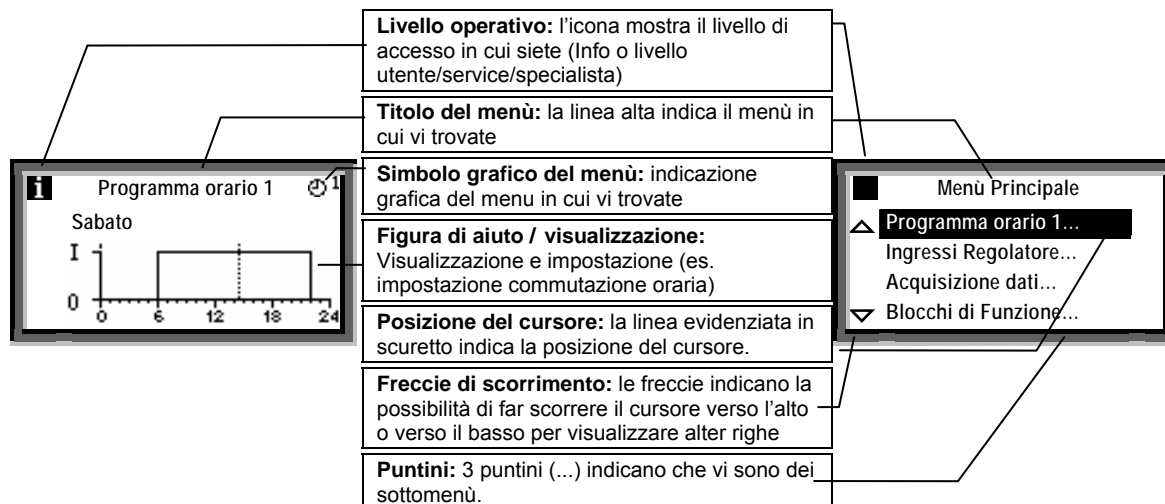 Livello operativo: l'icona mostra il livello di
accesso in cui siete (Info o livello
utente/service/specialista)
Titolo del menù: la linea alta indica il menù in
cui vi trovate
Simbolo grafico del menù: indicazione
grafica del menu in cui vi trovate
Figura di aiuto / visualizzazione:
Visualizzazione e impostazione (es.
impostazione commutazione oraria)
Posizione del cursore: la linea evidenziata in
scuretto indica la posizione del cursore.
Freccie di scorrimento: le freccie indicano la
possibilità di far scorrere il cursore verso l'alto
o verso il basso per visualizzare alter righe
Puntini: 3 puntini (...) indicano che vi sono dei
sottomenù.
i Programma orario 1 1
Sabato
I
0
0 6 12 18 24
Menù Principale
Programma orario 1...
Ingressi Regolatore...
Acquisizione dati...
Blocchi di Funzione...